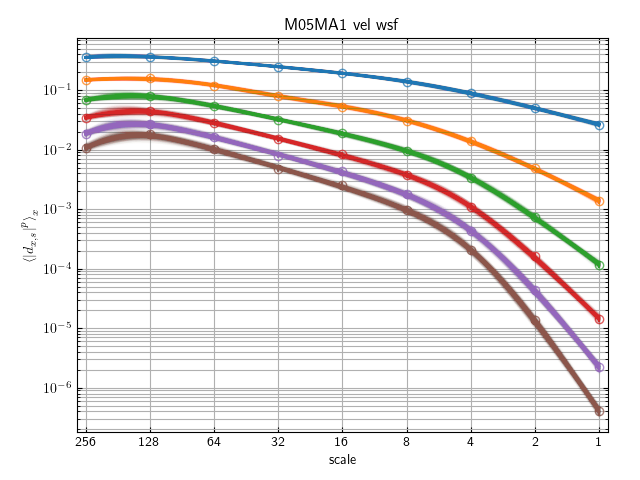 M05MA1 vel wsf
⟨|d_{x,s}|^p⟩_x
10^{-1}
10^{-2}
10^{-3}
10^{-4}
10^{-5}
10^{-6}
256 128 64 32 16 8 4 2 1
scale